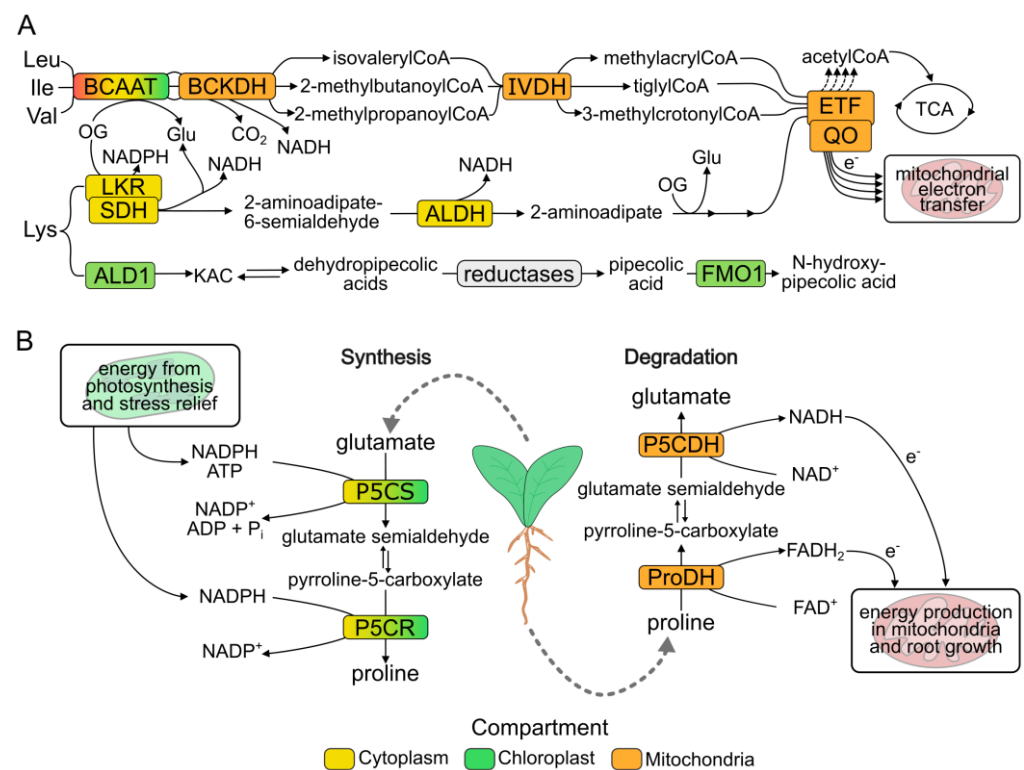 A
Leu
Ile
Val
BCAAT
BCKDH
isovalerylCoA
2-methylbutanoylCoA
2-methylpropanoylCoA
IVDH
methylacrylCoA
tiglylCoA
3-methylcrotonylCoA
acetylCoA
ETF
QO
TCA
OG
Glu
CO2
NADH
NADPH
NADH
LKR
SDH
Lys
2-aminoadipate-
6-semialdehyde
NADH
ALDH
2-aminoadipate
OG
Glu
e-
mitochondrial
electron
transfer
ALD1
KAC
dehydropipecolic
acids
reductases
pipecolic
acid
FMO1
N-hydroxy-
pipecolic acid
B
energy from
photosynthesis
and stress relief
Synthesis
glutamate
NADPH
ATP
P5CS
NADP+
ADP + Pi
glutamate semialdehyde
pyrroline-5-carboxylate
NADPH
P5CR
NADP+
proline
Degradation
glutamate
NADH
P5CDH
e-
NAD+
glutamate semialdehyde
pyrroline-5-carboxylate
FADH2
e-
ProDH
FAD+
proline
energy production
in mitochondria
and root growth
Compartment
Cytoplasm
Chloroplast
Mitochondria